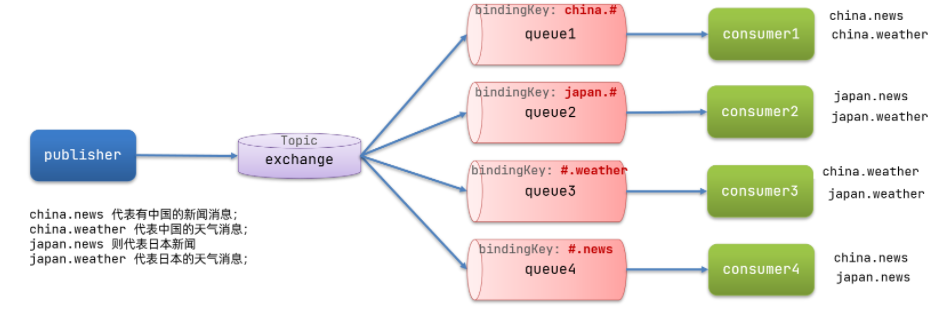 bindingKey: china.#
queue1
consumer1
china.news
china.weather
bindingKey: japan.#
queue2
consumer2
japan.news
japan.weather
publisher
Topic
exchange
bindingKey: #.weather
queue3
consumer3
china.weather
japan.weather
china.news 代表有中国的新闻消息；
china.weather 代表中国的天气消息；
japan.news 则代表日本新闻
japan.weather 代表日本的天气消息；
bindingKey: #.news
queue4
consumer4
china.news
japan.news